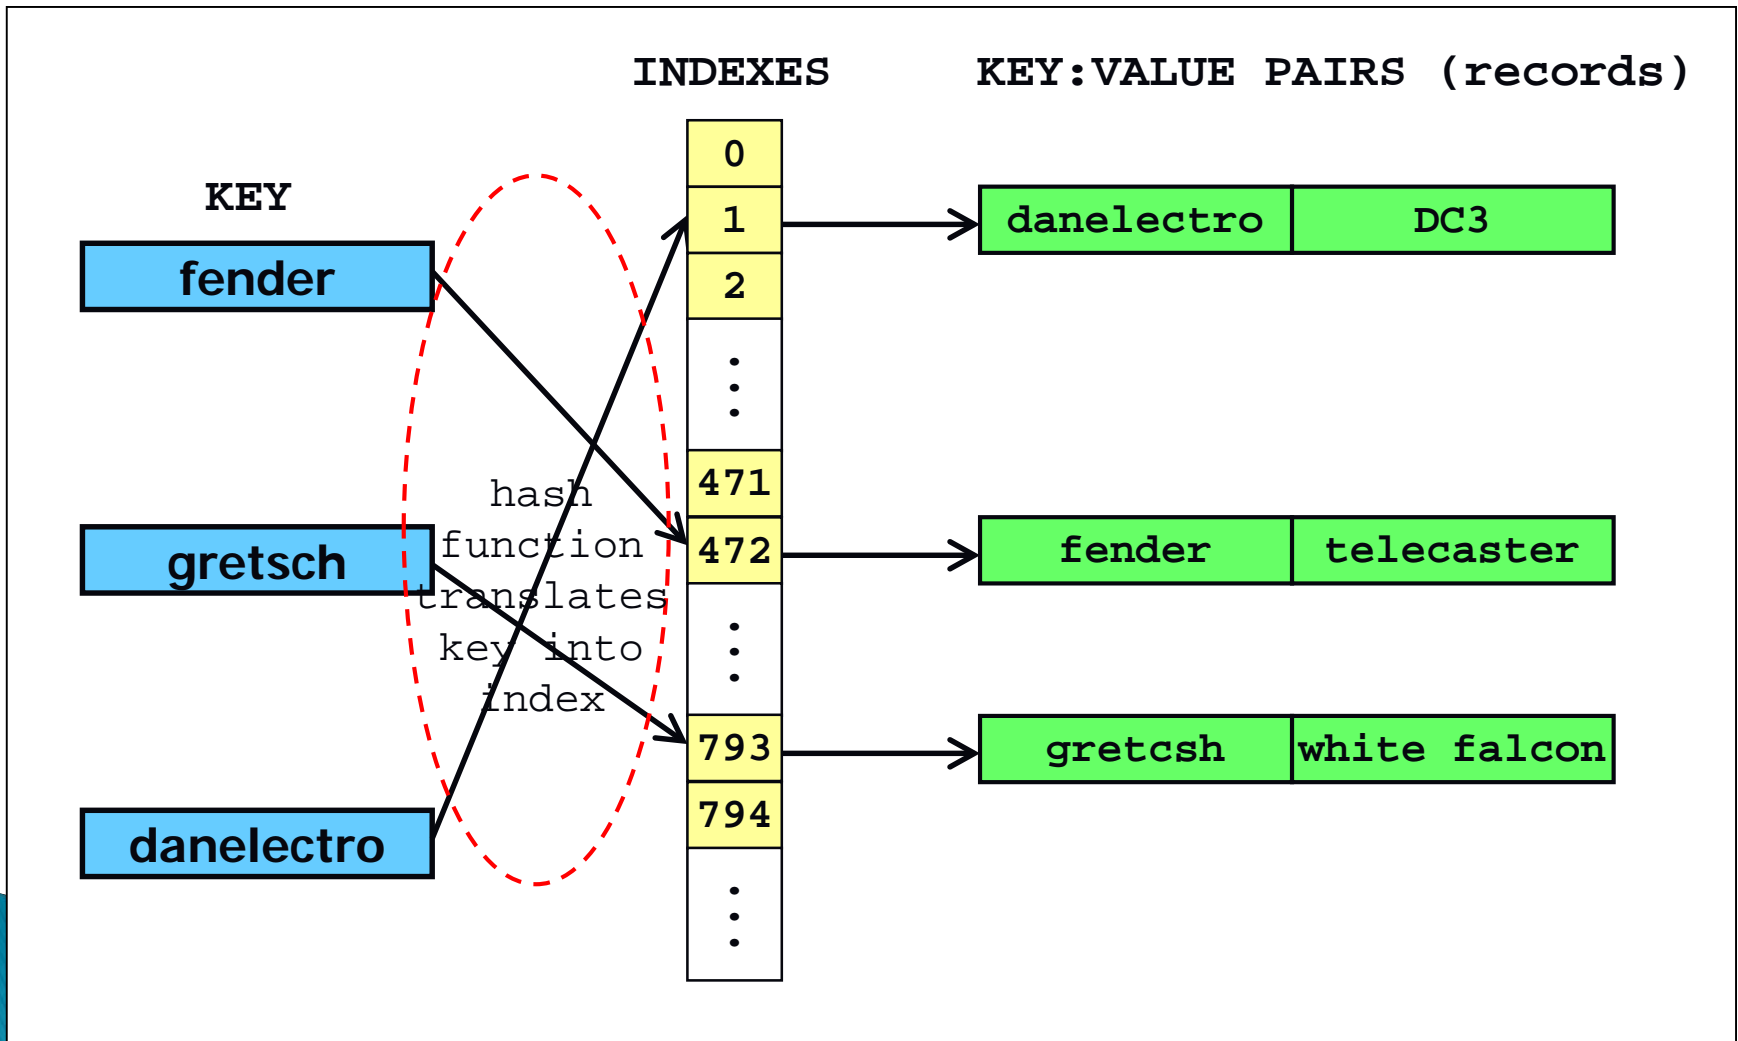 INDEXES
KEY:VALUE PAIRS (records)
KEY
0
1
2
danelectro DC3
fender
471
472
fender telecaster
hash
function
translates
key into
index
gretsch
793
794
gretcsh white falcon
danelectro